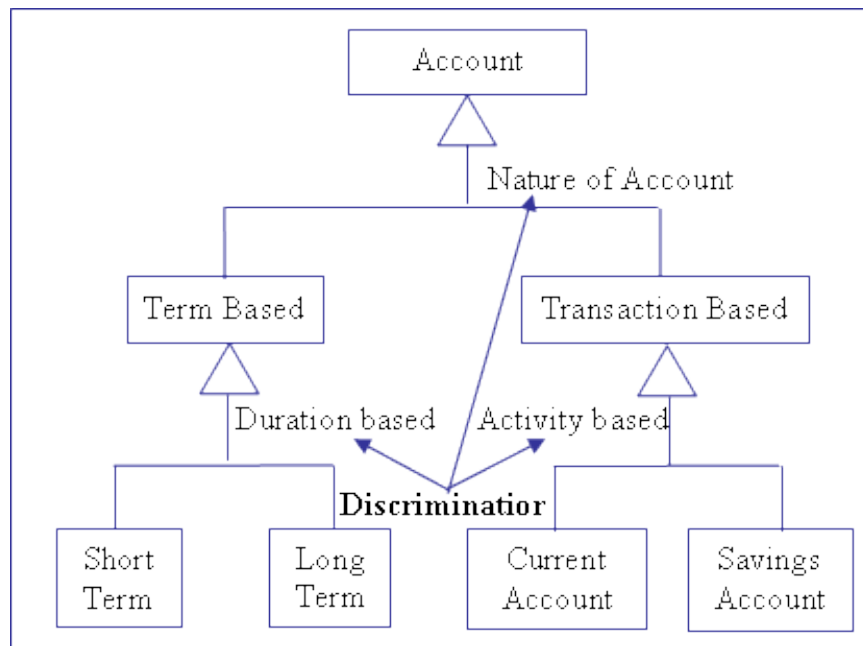 Account
Nature of Account
Term Based
Transaction Based
Duration based
Activity based
Discriminatior
Short
Term
Long
Term
Current
Account
Savings
Account